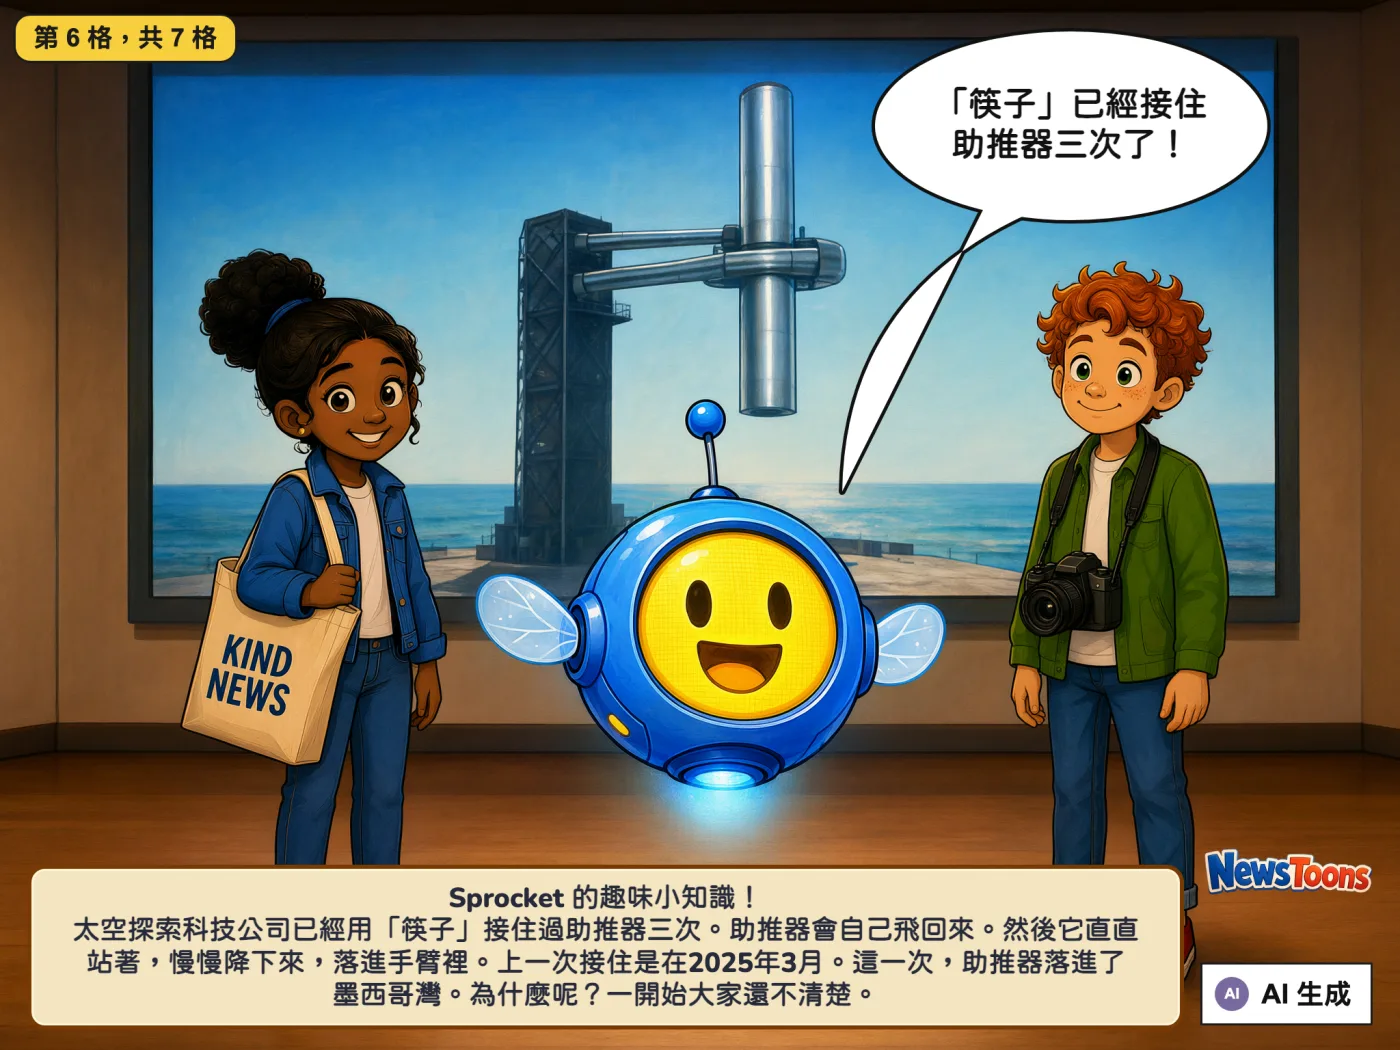 第 6 格，共 7 格
「筷子」已經接住
助推器三次了！
KIND
NEWS
NewsToons
Sprocket 的趣味小知識！
太空探索科技公司已經用「筷子」接住過助推器三次。助推器會自己飛回來。然後它直直
站著，慢慢降下來，落進手臂裡。上一次接住是在2025年3月。這一次，助推器落進了
墨西哥灣。為什麼呢？一開始大家還不清楚。
AI AI 生成